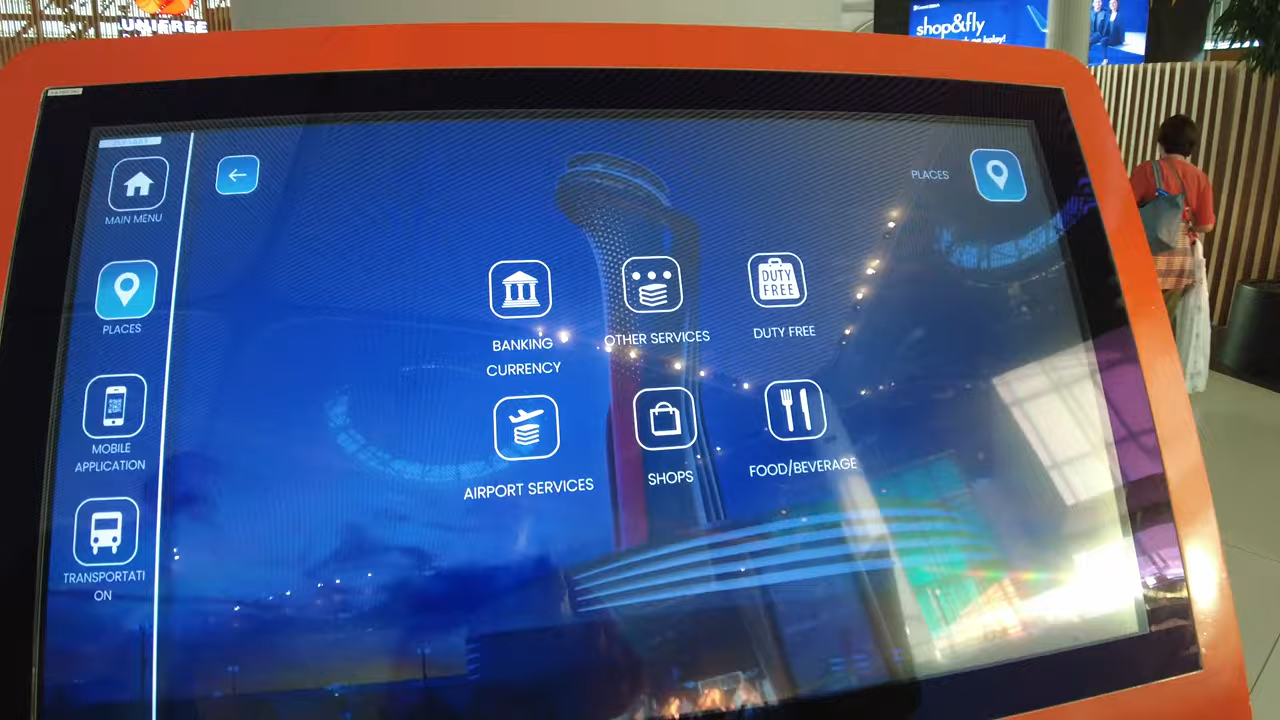 UNIFREE
shop&fly
MAIN MENU
PLACES
MOBILE
APPLICATION
TRANSPORTATI
ON
PLACES
BANKING
CURRENCY
OTHER SERVICES
DUTY
FREE
DUTY FREE
AIRPORT SERVICES
SHOPS
FOOD/BEVERAGE